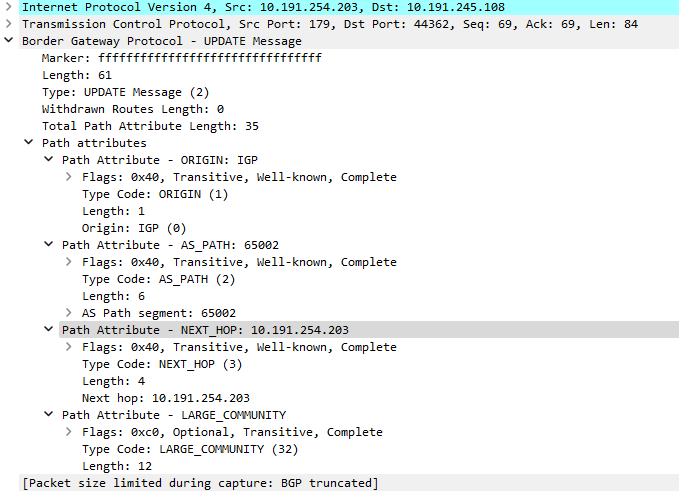 Internet Protocol Version 4, Src: 10.191.254.203, Dst: 10.191.245.108
Transmission Control Protocol, Src Port: 179, Dst Port: 44362, Seq: 69, Ack: 69, Len: 84
Border Gateway Protocol - UPDATE Message
Marker: ffffffffffffffffffffffffffffffff
Length: 61
Type: UPDATE Message (2)
Withdrawn Routes Length: 0
Total Path Attribute Length: 35
Path attributes
Path Attribute - ORIGIN: IGP
Flags: 0x40, Transitive, Well-known, Complete
Type Code: ORIGIN (1)
Length: 1
Origin: IGP (0)
Path Attribute - AS_PATH: 65002
Flags: 0x40, Transitive, Well-known, Complete
Type Code: AS_PATH (2)
Length: 6
AS Path segment: 65002
Path Attribute - NEXT_HOP: 10.191.254.203
Flags: 0x40, Transitive, Well-known, Complete
Type Code: NEXT_HOP (3)
Length: 4
Next hop: 10.191.254.203
Path Attribute - LARGE_COMMUNITY
Flags: 0xc0, Optional, Transitive, Complete
Type Code: LARGE_COMMUNITY (32)
Length: 12
[Packet size limited during capture: BGP truncated]